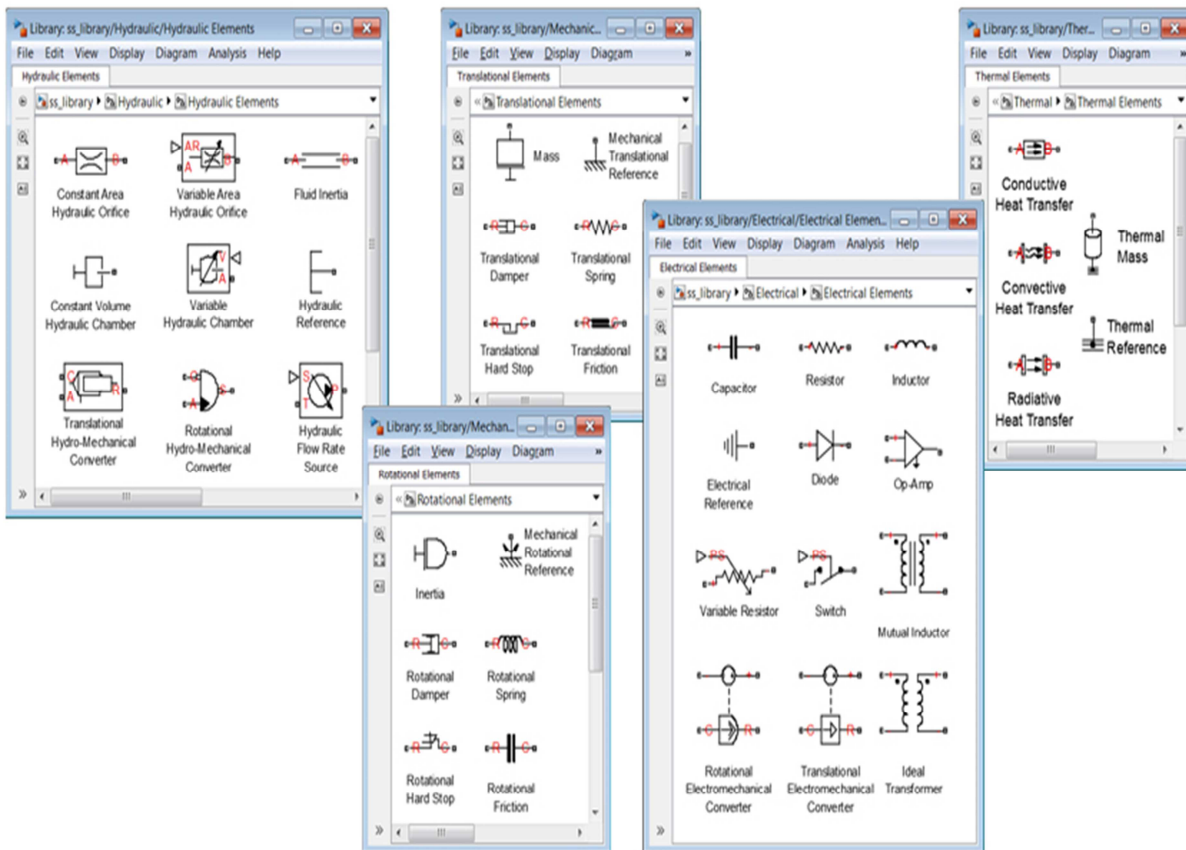 Library: ss_library/Hydraulic/Hydraulic Elements
File Edit View Display Diagram Analysis Help
Hydraulic Elements
ss_library Hydraulic Hydraulic Elements
A B
AR A B
A B
Constant Area
Hydraulic Orifice
Variable Area
Hydraulic Orifice
Fluid Inertia
V
A
Constant Volume
Hydraulic Chamber
Variable
Hydraulic Chamber
Hydraulic
Reference
C A R
A S
S T P
Translational
Hydro-Mechanical
Converter
Rotational
Hydro-Mechanical
Converter
Hydraulic
Flow Rate
Source
Library: ss_library/Mechanic...
File Edit View Display Diagram »
Translational Elements
« Translational Elements
Mass
Mechanical
Translational
Reference
R C
R C
Translational
Damper
Translational
Spring
R C
R C
Translational
Hard Stop
Translational
Friction
»
Library: ss_library/Ther...
File Edit View Display Diagram »
Thermal Elements
« Thermal Thermal Elements
A B
Conductive
Heat Transfer
Thermal
Mass
A B
Convective
Heat Transfer
Thermal
Reference
A B
Radiative
Heat Transfer
»
Library: ss_library/Mechan...
File Edit View Display Diagram »
Rotational Elements
« Rotational Elements
Inertia
Mechanical
Rotational
Reference
R C
R C
Rotational
Damper
Rotational
Spring
R C
R C
Rotational
Hard Stop
Rotational
Friction
»
Library: ss_library/Electrical/Electrical Elemen...
File Edit View Display Diagram Analysis Help
Electrical Elements
ss_library Electrical Electrical Elements
+ -
Capacitor
Resistor
Inductor
Electrical
Reference
Diode
Op-Amp
PS
PS
Variable Resistor
Switch
Mutual Inductor
C R
C R
Rotational
Electromechanical
Converter
Translational
Electromechanical
Converter
Ideal
Transformer
»